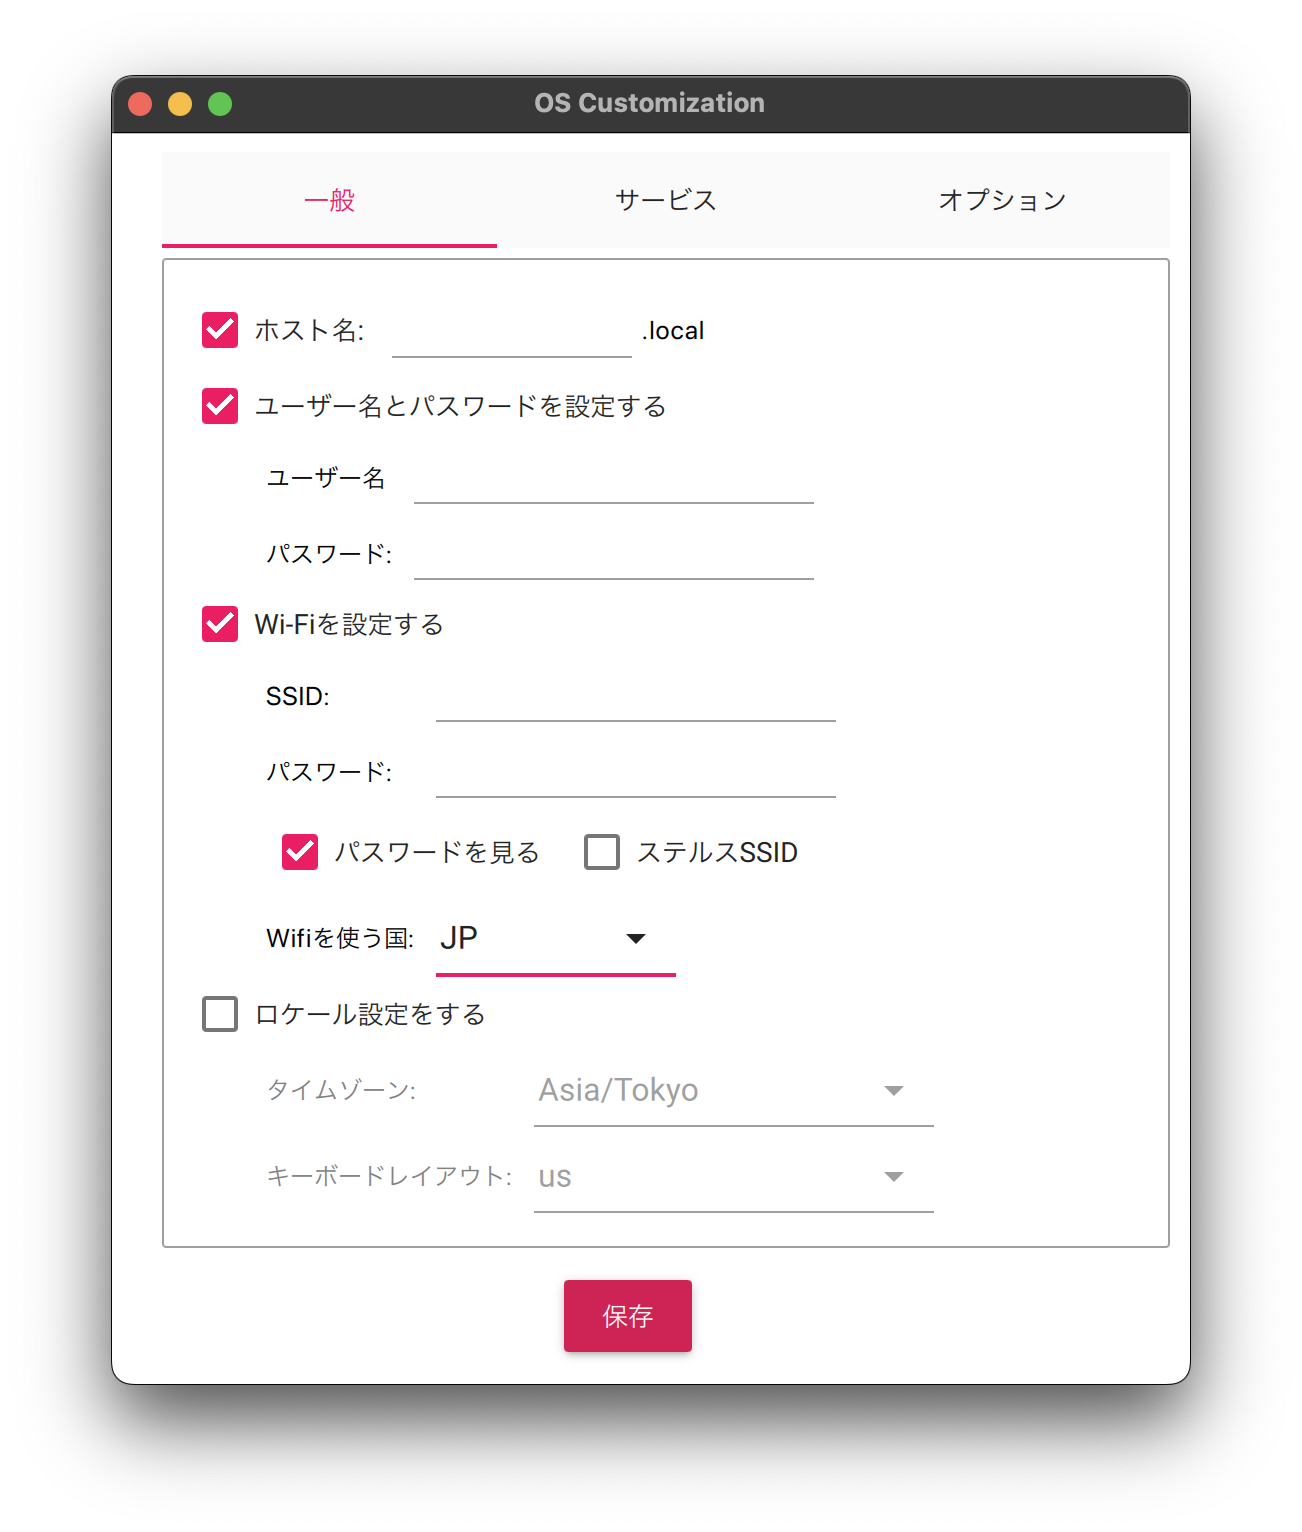 OS Customization
一般 サービス オプション
ホスト名: .local
ユーザー名とパスワードを設定する
ユーザー名
パスワード:
Wi-Fiを設定する
SSID:
パスワード:
パスワードを見る ステルスSSID
Wifiを使う国: JP
ロケール設定をする
タイムゾーン: Asia/Tokyo
キーボードレイアウト: us
保存